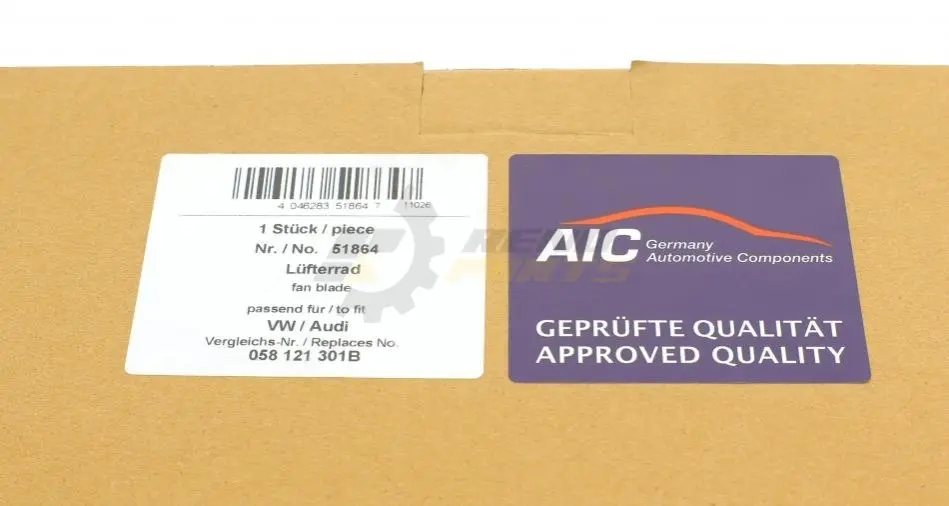 4 046283 51864 7 11026
1 Stück / piece
Nr. / No. 51864
Lüfterrad
fan blade
passend für / to fit
VW / Audi
Vergleichs-Nr. / Replaces No.
058 121 301B
AIC Germany
Automotive Components
GEPRÜFTE QUALITÄT
APPROVED QUALITY